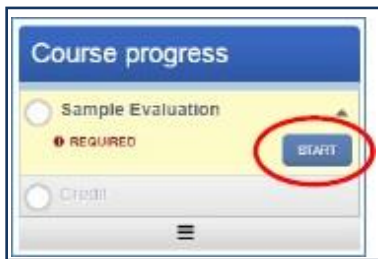 Course progress
Sample Evaluation
REQUIRED
START
Credit